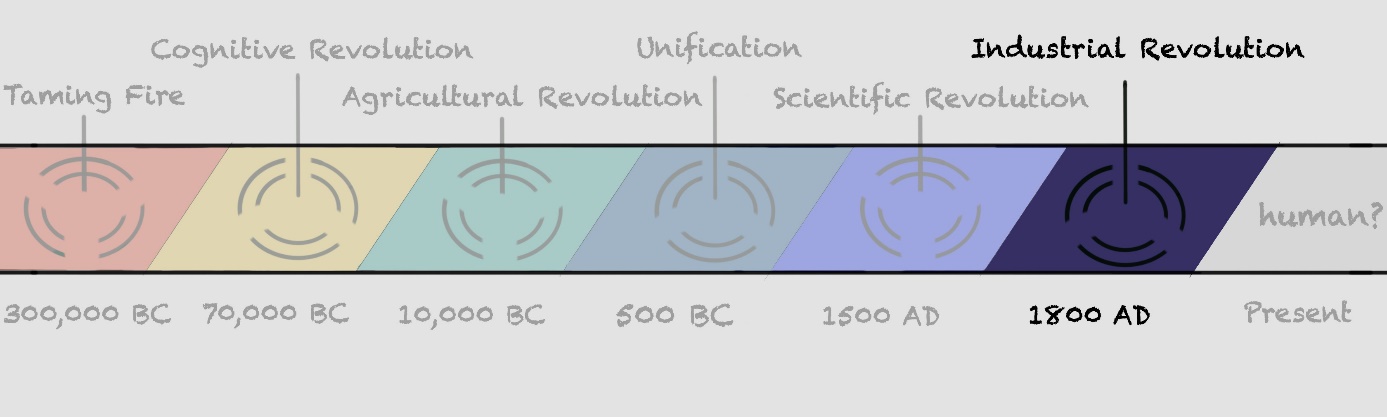 Cognitive Revolution
Unification
Industrial Revolution
Taming Fire
Agricultural Revolution
Scientific Revolution
human?
300,000 BC
70,000 BC
10,000 BC
500 BC
1500 AD
1800 AD
Present